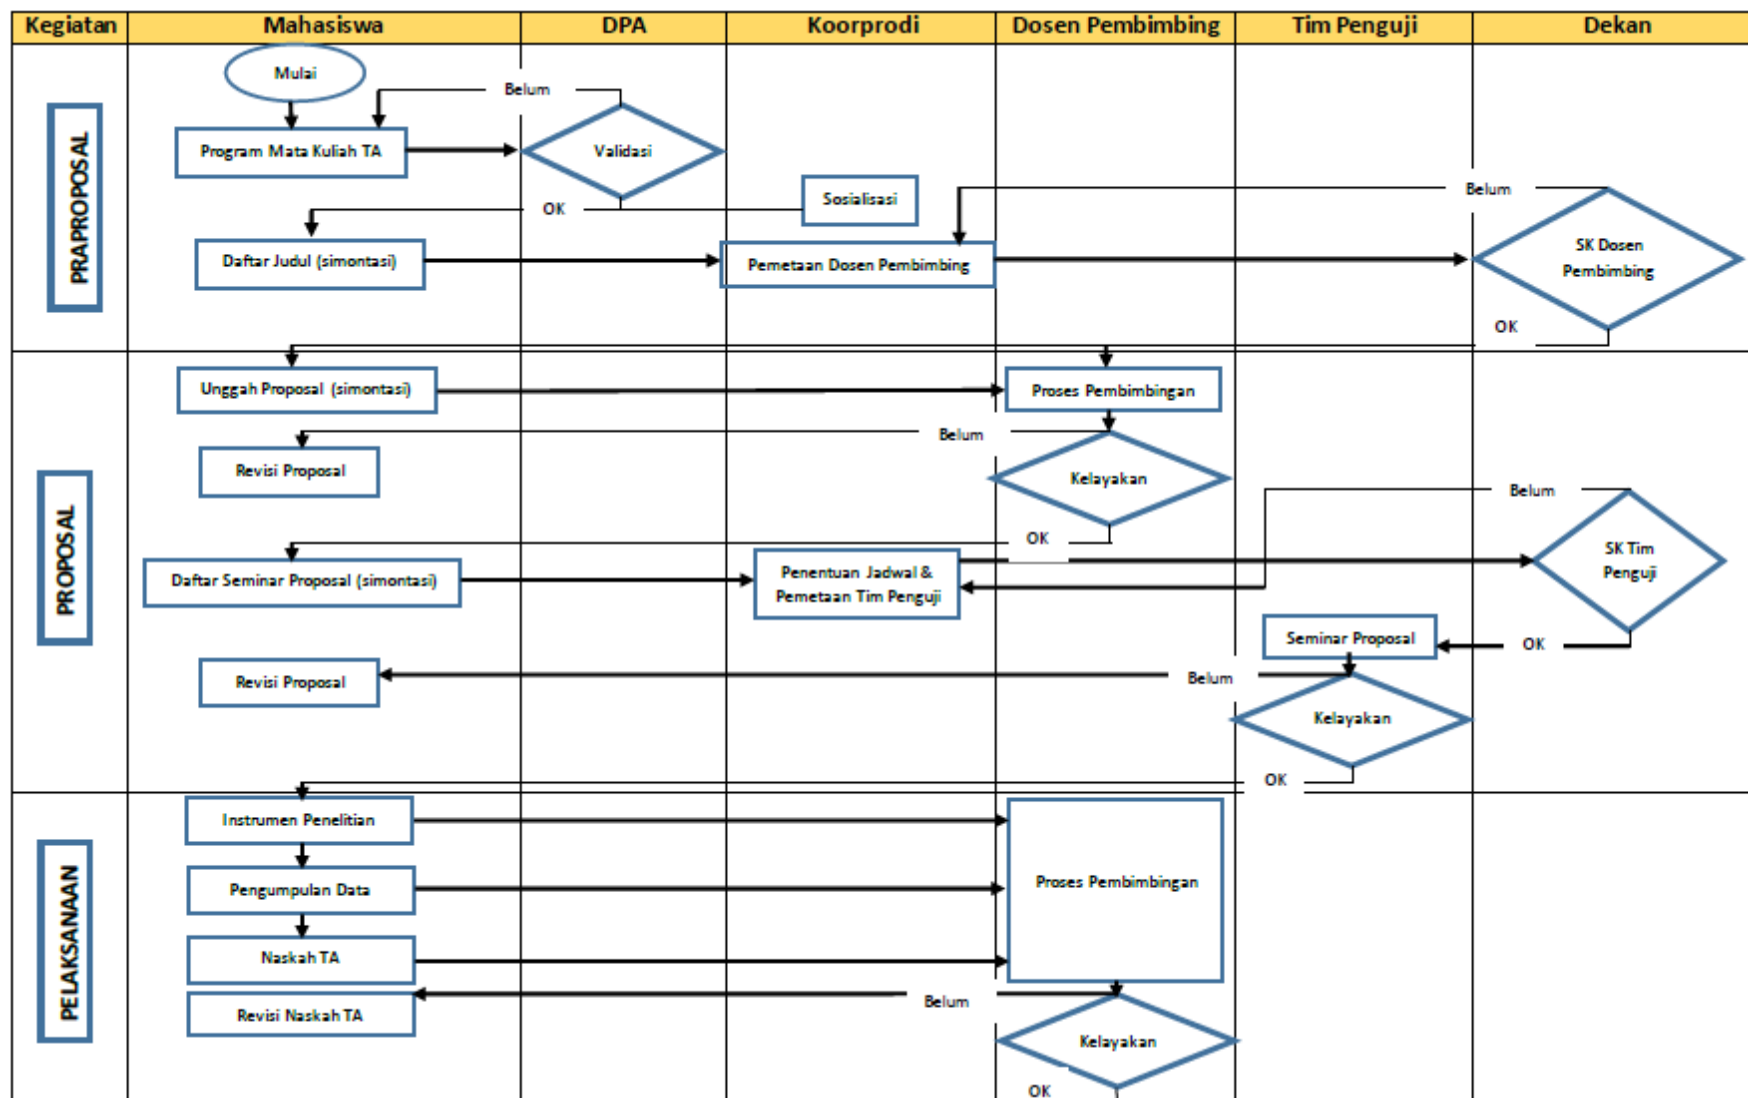 Kegiatan Mahasiswa DPA Koorprodi Dosen Pembimbing Tim Penguji Dekan
PRAPROPOSAL
Mulai
Belum
Program Mata Kuliah TA
Validasi
Sosialisasi
Belum
OK
Daftar Judul (simontasi)
Pemetaan Dosen Pembimbing
SK Dosen
Pembimbing
OK
PROPOSAL
Unggah Proposal (simontasi)
Proses Pembimbingan
Belum
Revisi Proposal
Kelayakan
Belum
OK
Daftar Seminar Proposal (simontasi)
Penentuan Jadwal &
Pemetaan Tim Penguji
SK Tim
Penguji
Seminar Proposal
OK
Revisi Proposal
Belum
Kelayakan
OK
PELAKSANAAN
Instrumen Penelitian
Pengumpulan Data
Proses Pembimbingan
Naskah TA
Belum
Revisi Naskah TA
Kelayakan
OK